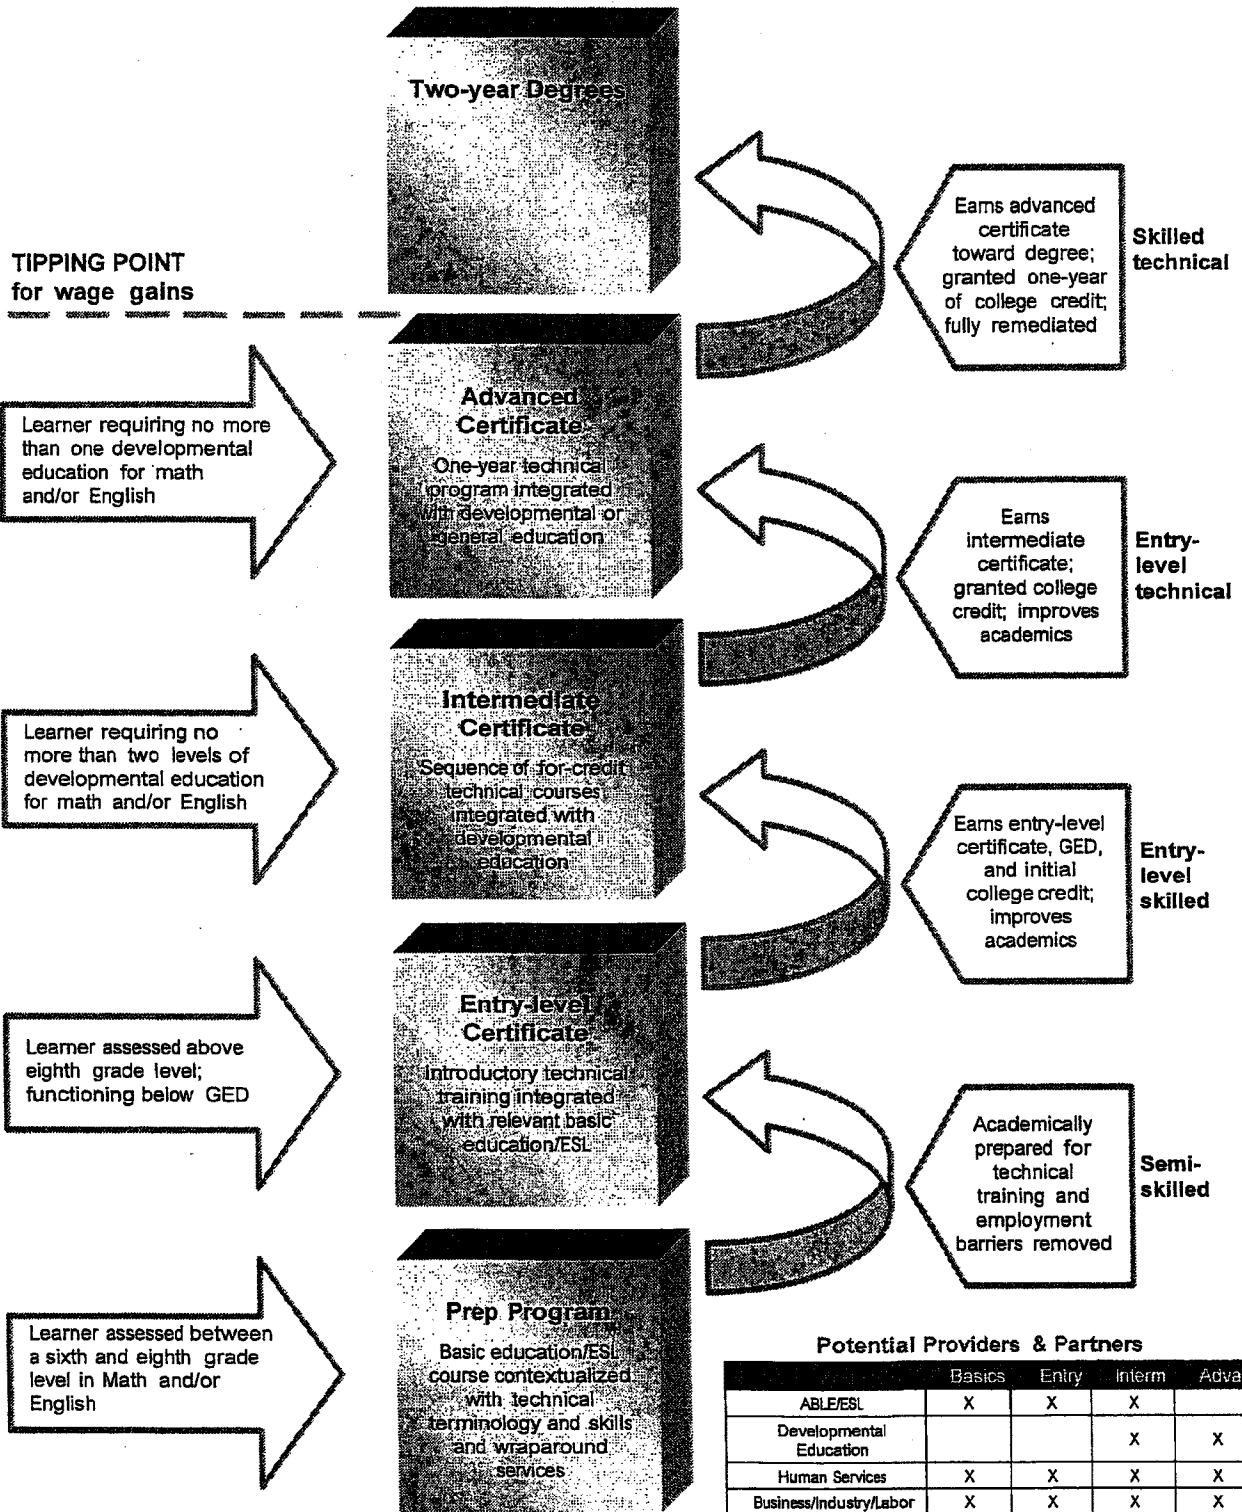 Two-year Degrees
Earns advanced
certificate
toward degree;
granted one-year
of college credit;
fully remediated
Skilled
technical
TIPPING POINT
for wage gains
Learner requiring no more
than one developmental
education for math
and/or English
Advanced
Certificate
One-year technical
program integrated
with developmental or
general education
Earns
intermediate
certificate;
granted college
credit; improves
academics
Entry-
level
technical
Learner requiring no
more than two levels of
developmental education
for math and/or English
Intermediate
Certificate
Sequence of for-credit
technical courses
integrated with
developmental
education
Earns entry-level
certificate, GED,
and initial
college credit;
improves
academics
Entry-
level
skilled
Learner assessed above
eighth grade level;
functioning below GED
Entry-level
Certificate
Introductory technical
training integrated
with relevant basic
education/ESL
Academically
prepared for
technical
training and
employment
barriers removed
Semi-
skilled
Learner assessed between
a sixth and eighth grade
level in Math and/or
English
Prep Program
Basic education/ESL
course contextualized
with technical
terminology and skills
and wraparound
services
Potential Providers & Partners
Basics Entry Interm Adva
ABLE/ESL X X X
Developmental
Education X X
Human Services X X X X
Business/Industry/Labor X X X X